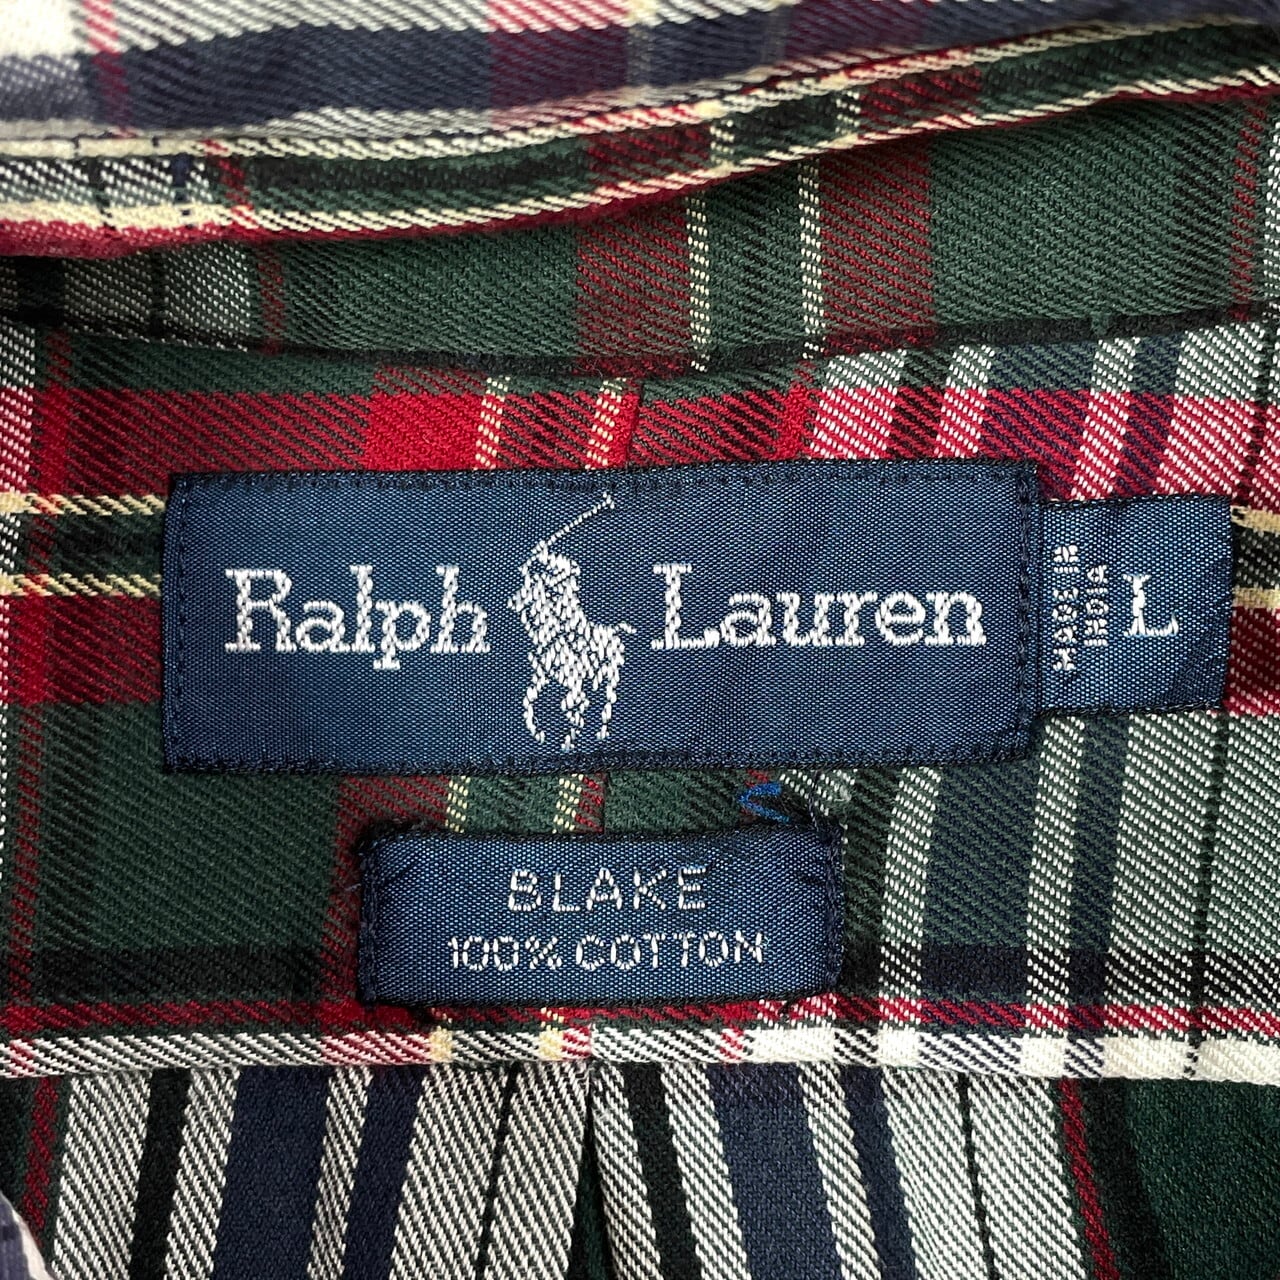 Ralph Lauren
MADE IN
INDIA
L
BLAKE
100% COTTON